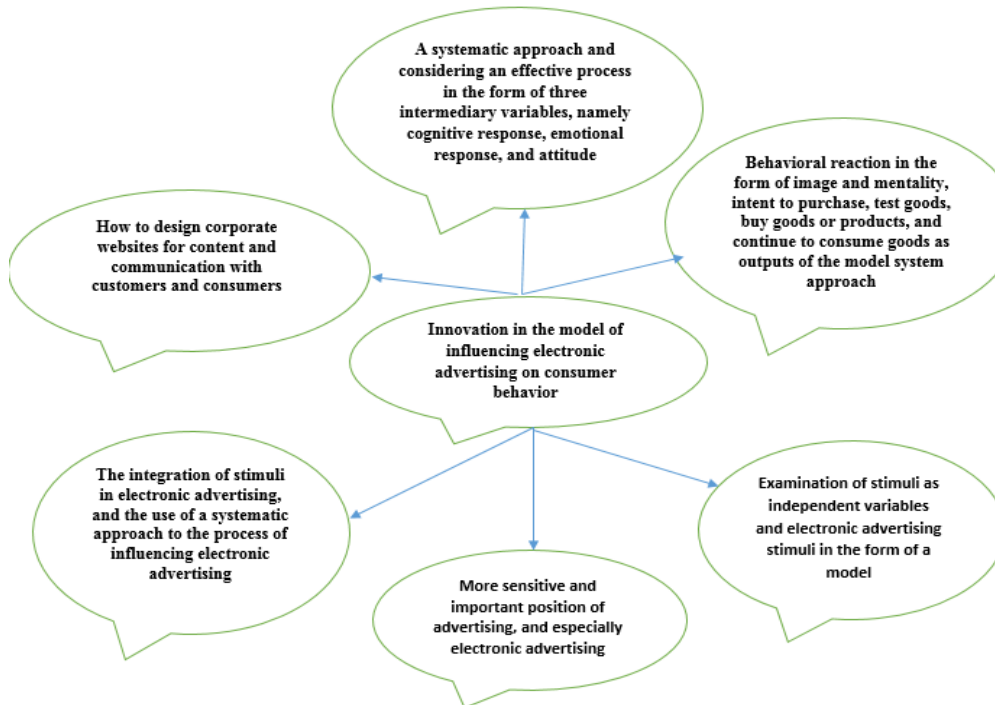 A systematic approach and
considering an effective process
in the form of three
intermediary variables, namely
cognitive response, emotional
response, and attitude
Behavioral reaction in the
form of image and mentality,
intent to purchase, test goods,
buy goods or products, and
continue to consume goods as
outputs of the model system
approach
How to design corporate
websites for content and
communication with
customers and consumers
Innovation in the model of
influencing electronic
advertising on consumer
behavior
The integration of stimuli
in electronic advertising,
and the use of a systematic
approach to the process of
influencing electronic
advertising
More sensitive and
important position of
advertising, and especially
electronic advertising
Examination of stimuli as
independent variables
and electronic advertising
stimuli in the form of a
model